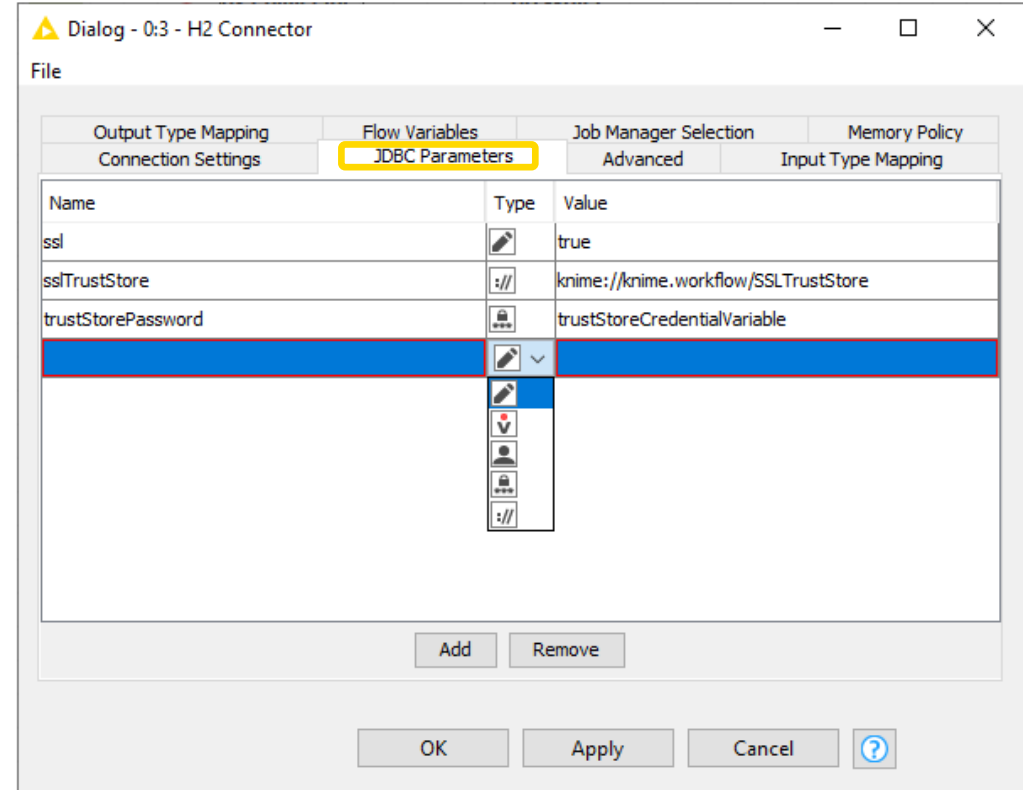 Dialog - 0:3 - H2 Connector
File
Output Type Mapping Flow Variables Job Manager Selection Memory Policy
Connection Settings JDBC Parameters Advanced Input Type Mapping
Name Type Value
ssl true
sslTrustStore :// knime://knime.workflow/SSLTrustStore
trustStorePassword trustStoreCredentialVariable
://
Add Remove
OK Apply Cancel ?